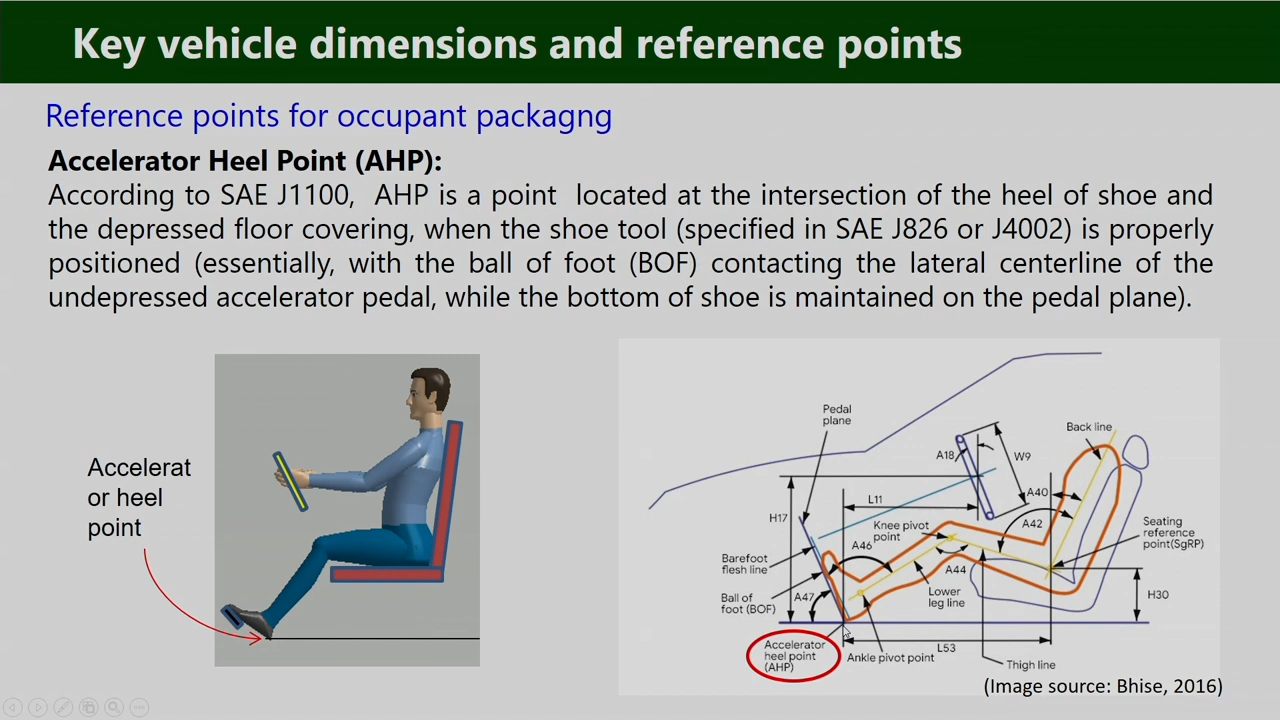 Key vehicle dimensions and reference points
Reference points for occupant packagng
Accelerator Heel Point (AHP):
According to SAE J1100, AHP is a point located at the intersection of the heel of shoe and
the depressed floor covering, when the shoe tool (specified in SAE J826 or J4002) is properly
positioned (essentially, with the ball of foot (BOF) contacting the lateral centerline of the
undepressed accelerator pedal, while the bottom of shoe is maintained on the pedal plane).
Accelerat
or heel
point
Pedal
plane
Back line
A18
W9
A40
L11
H17
Knee pivot
point
A42
Seating
reference
point(SgRP)
A46
Barefoot
flesh line
A44
Ball of
foot (BOF)
A47
Lower
leg line
H30
Accelerator
heel point
(AHP)
Ankle pivot point
L53
Thigh line
(Image source: Bhise, 2016)